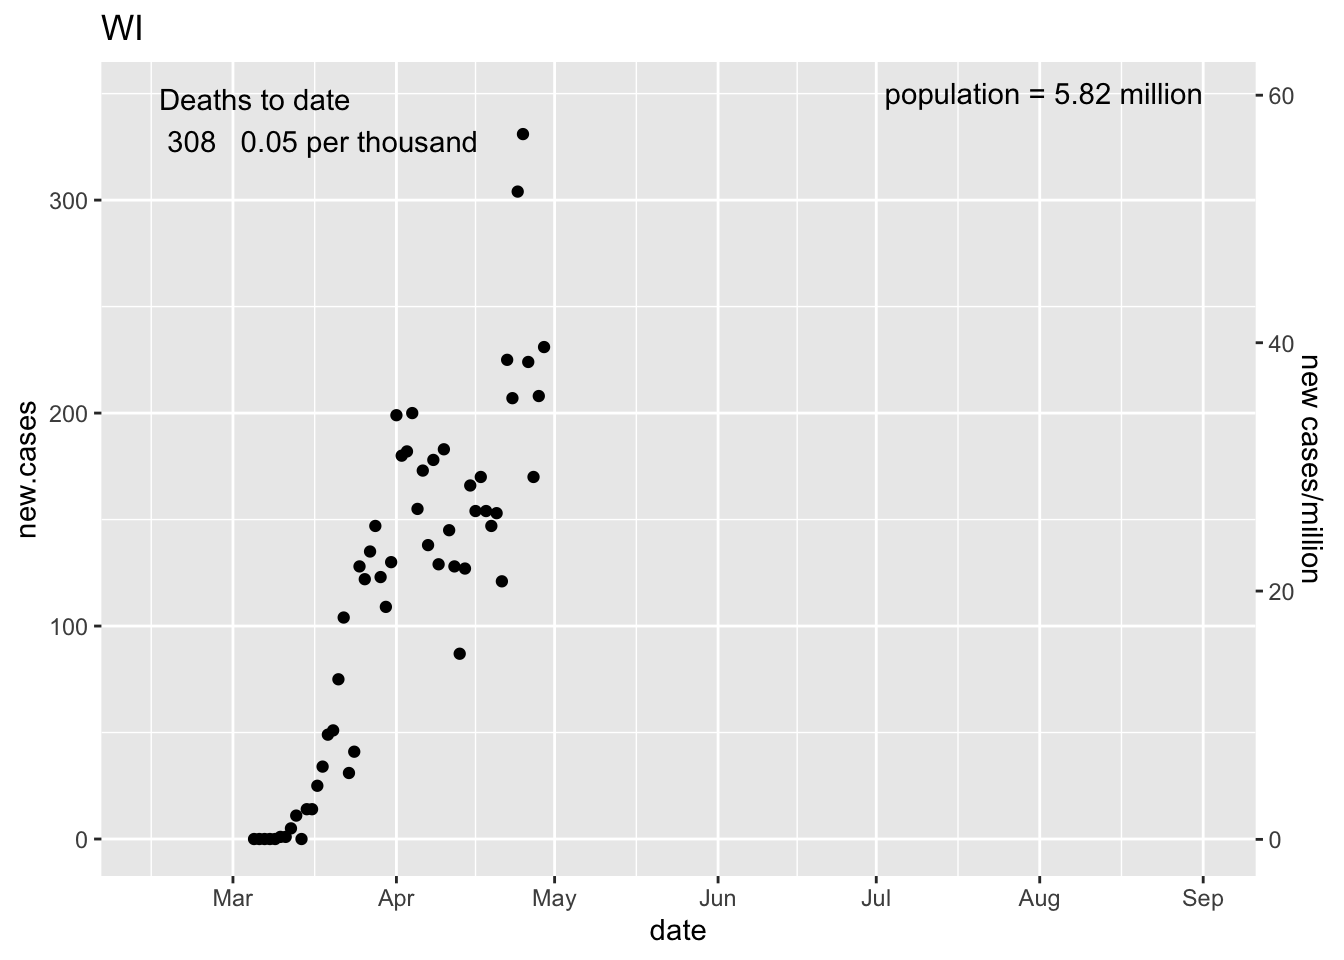 WI
Deaths to date
308 0.05 per thousand
population = 5.82 million
new.cases
300
200
100
0
60
40
20
0
new cases/million
Mar Apr May Jun Jul Aug Sep
date